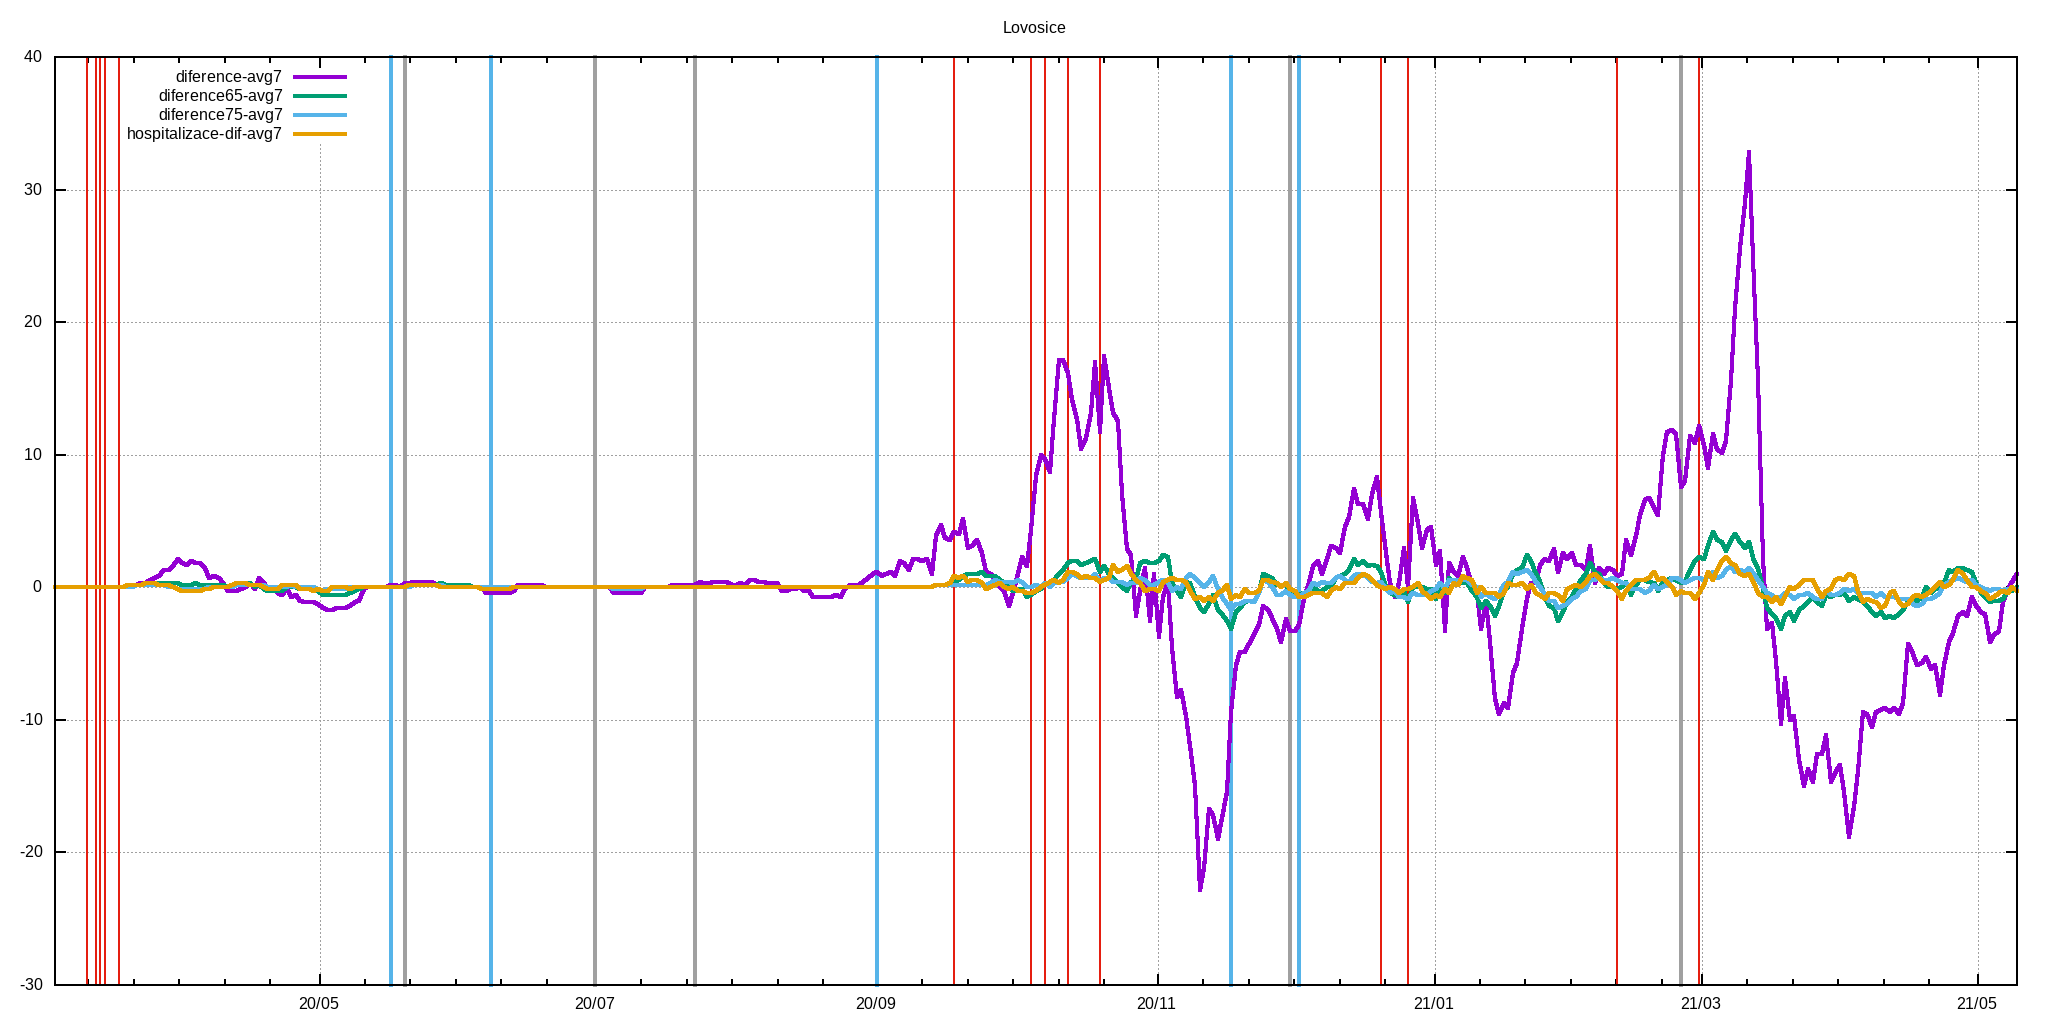 Lovosice
40
diference-avg7
diference65-avg7
diference75-avg7
hospitalizace-dif-avg7
30
20
10
0
-10
-20
-30
20/05 20/07 20/09 20/11 21/01 21/03 21/05